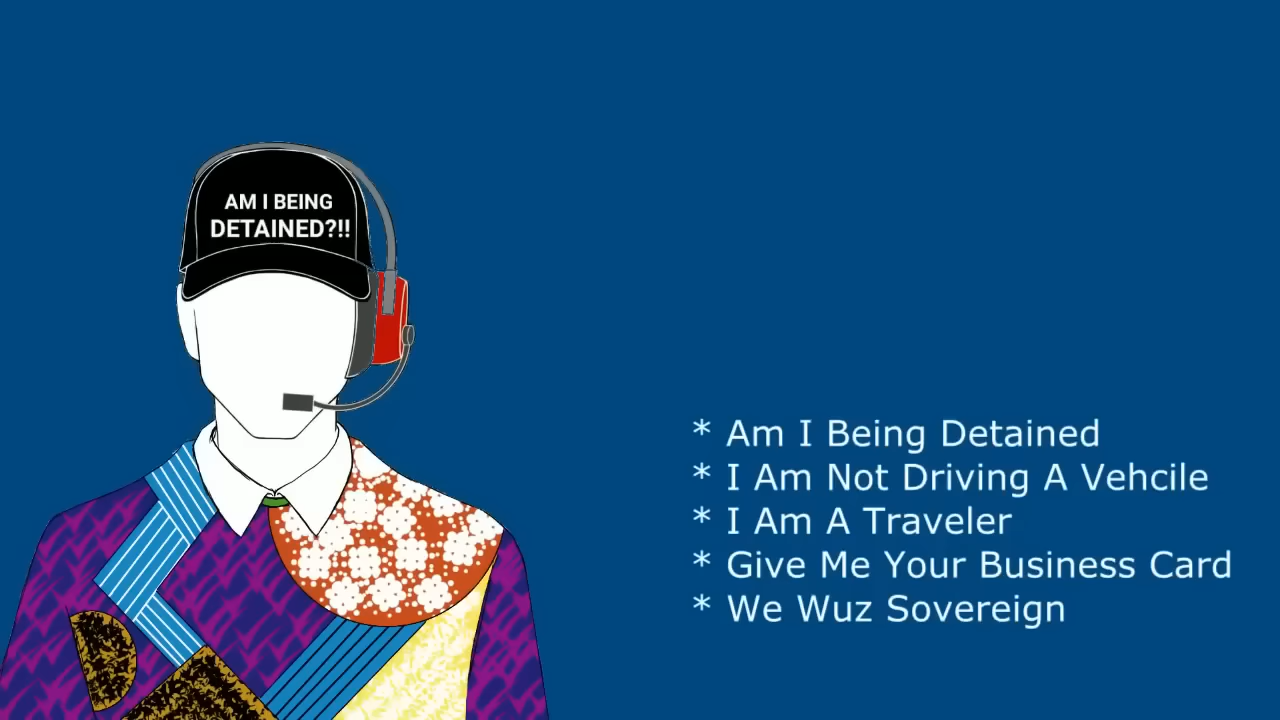 AM I BEING
DETAINED?!!
* Am I Being Detained
* I Am Not Driving A Vehcile
* I Am A Traveler
* Give Me Your Business Card
* We Wuz Sovereign